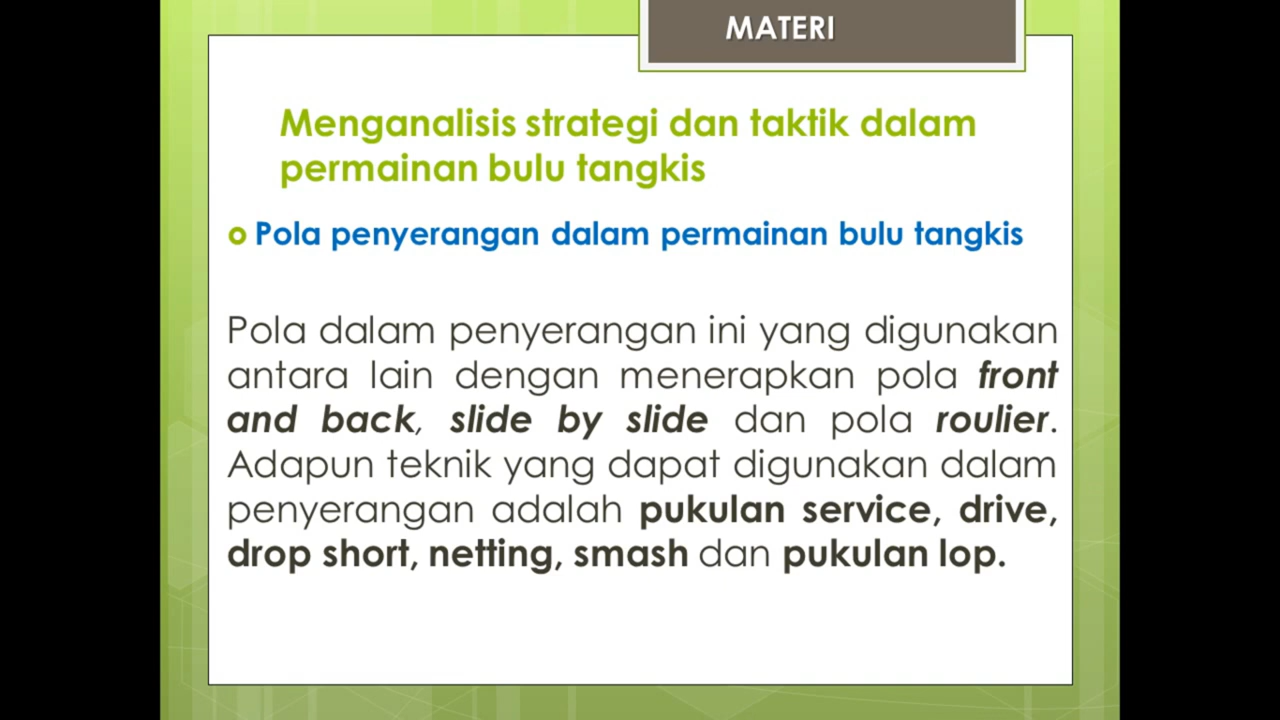 MATERI
Menganalisis strategi dan taktik dalam
permainan bulu tangkis
Pola penyerangan dalam permainan bulu tangkis
Pola dalam penyerangan ini yang digunakan
antara lain dengan menerapkan pola front
and back, slide by slide dan pola roulier.
Adapun teknik yang dapat digunakan dalam
penyerangan adalah pukulan service, drive,
drop short, netting, smash dan pukulan lop.